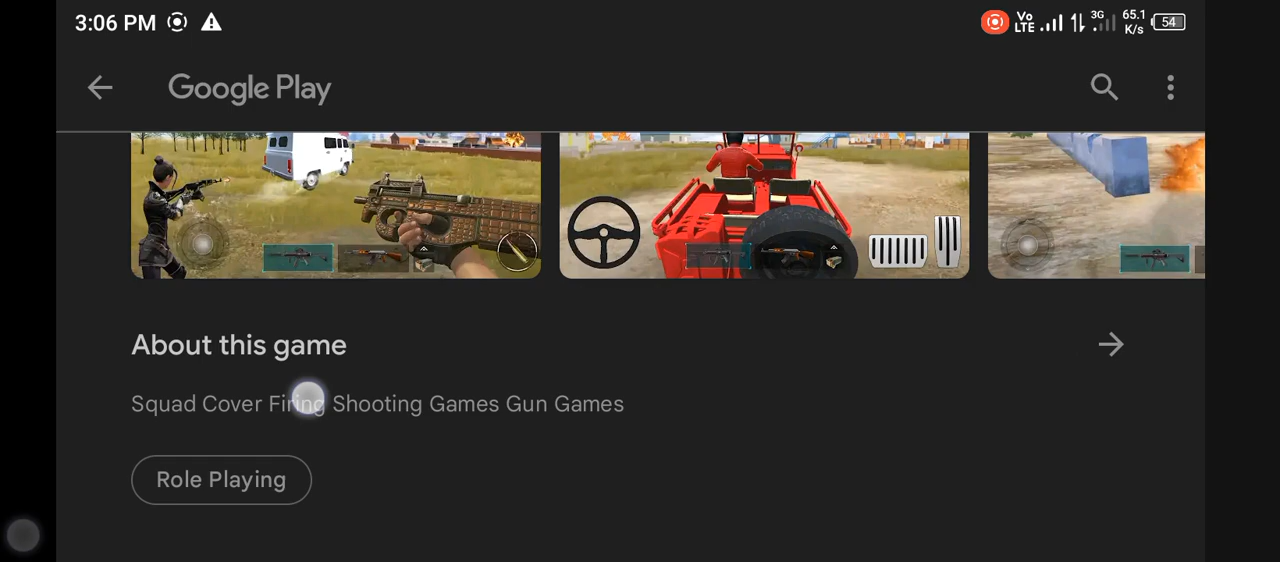 3:06 PM
Vo LTE 3G 65.1 K/s 54
Google Play
About this game
Squad Cover Firing Shooting Games Gun Games
Role Playing